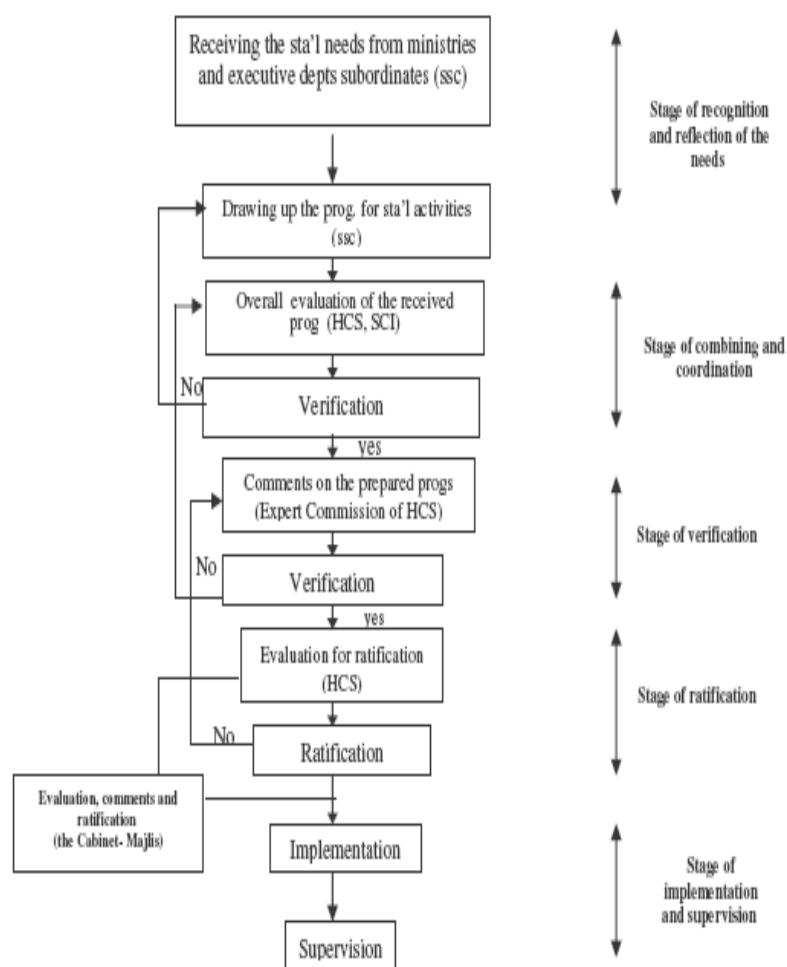 Receiving the sta'l needs from ministries
and executive depts subordinates (ssc)
Stage of recognition
and reflection of the
needs
Drawing up the prog. for sta'l activities
(ssc)
Overall evaluation of the received
prog (HCS, SCI)
Stage of combining and
coordination
No
Verification
yes
Comments on the prepared progs
(Expert Commission of HCS)
Stage of verification
No
Verification
yes
Evaluation for ratification
(HCS)
Stage of ratification
No
Ratification
Evaluation, comments and
ratification
(the Cabinet- Majlis)
Implementation
Stage of
implementation
and supervision
Supervision